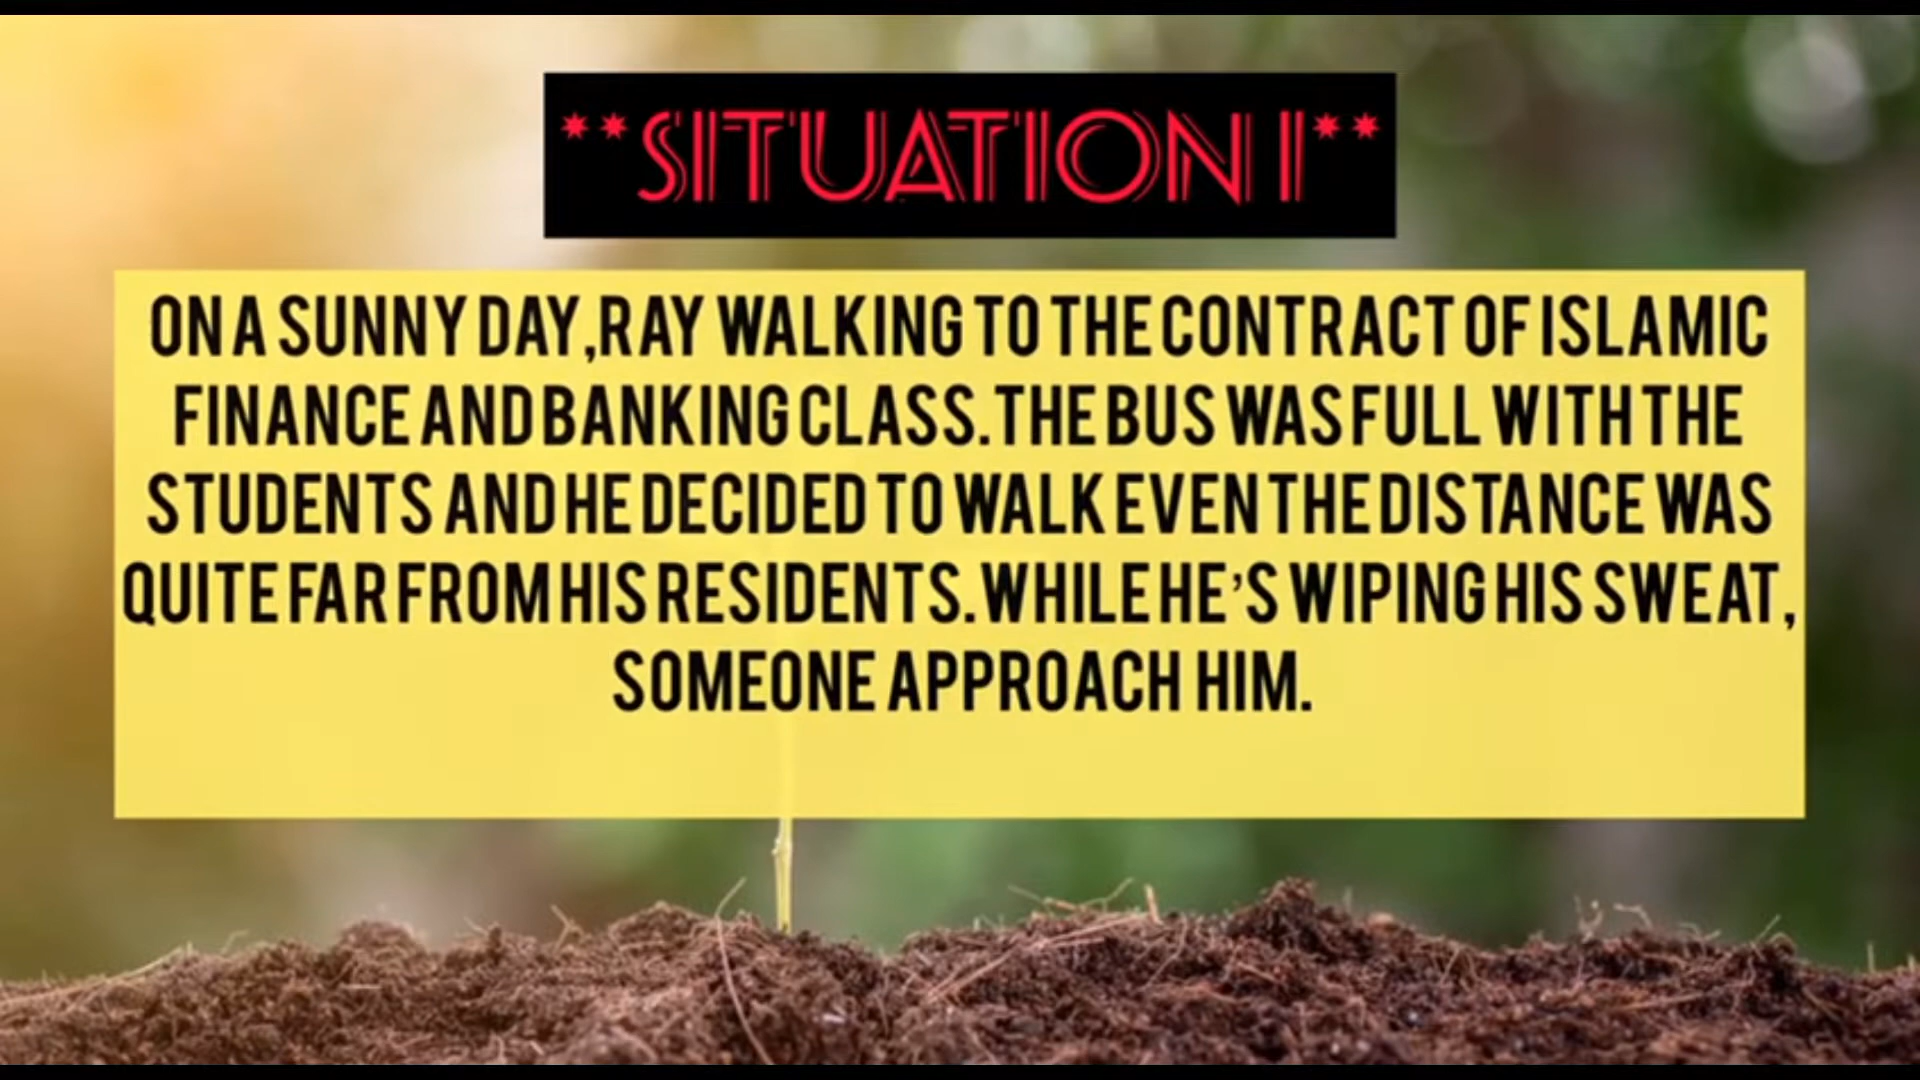 **SITUATION I**
ON A SUNNY DAY,RAY WALKING TO THE CONTRACT OF ISLAMIC
FINANCE AND BANKING CLASS.THE BUS WAS FULL WITH THE
STUDENTS AND HE DECIDED TO WALK EVEN THE DISTANCE WAS
QUITE FAR FROM HIS RESIDENTS.WHILE HE'S WIPING HIS SWEAT,
SOMEONE APPROACH HIM.